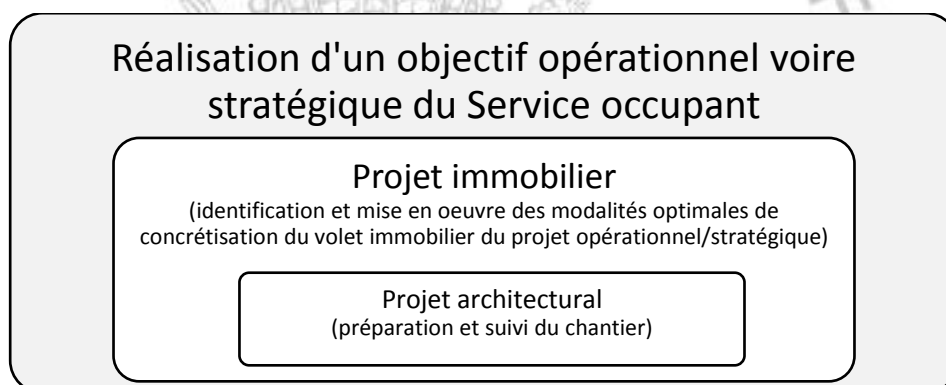 Réalisation d'un objectif opérationnel voire
stratégique du Service occupant
Projet immobilier
(identification et mise en oeuvre des modalités optimales de
concrétisation du volet immobilier du projet opérationnel/stratégique)
Projet architectural
(préparation et suivi du chantier)